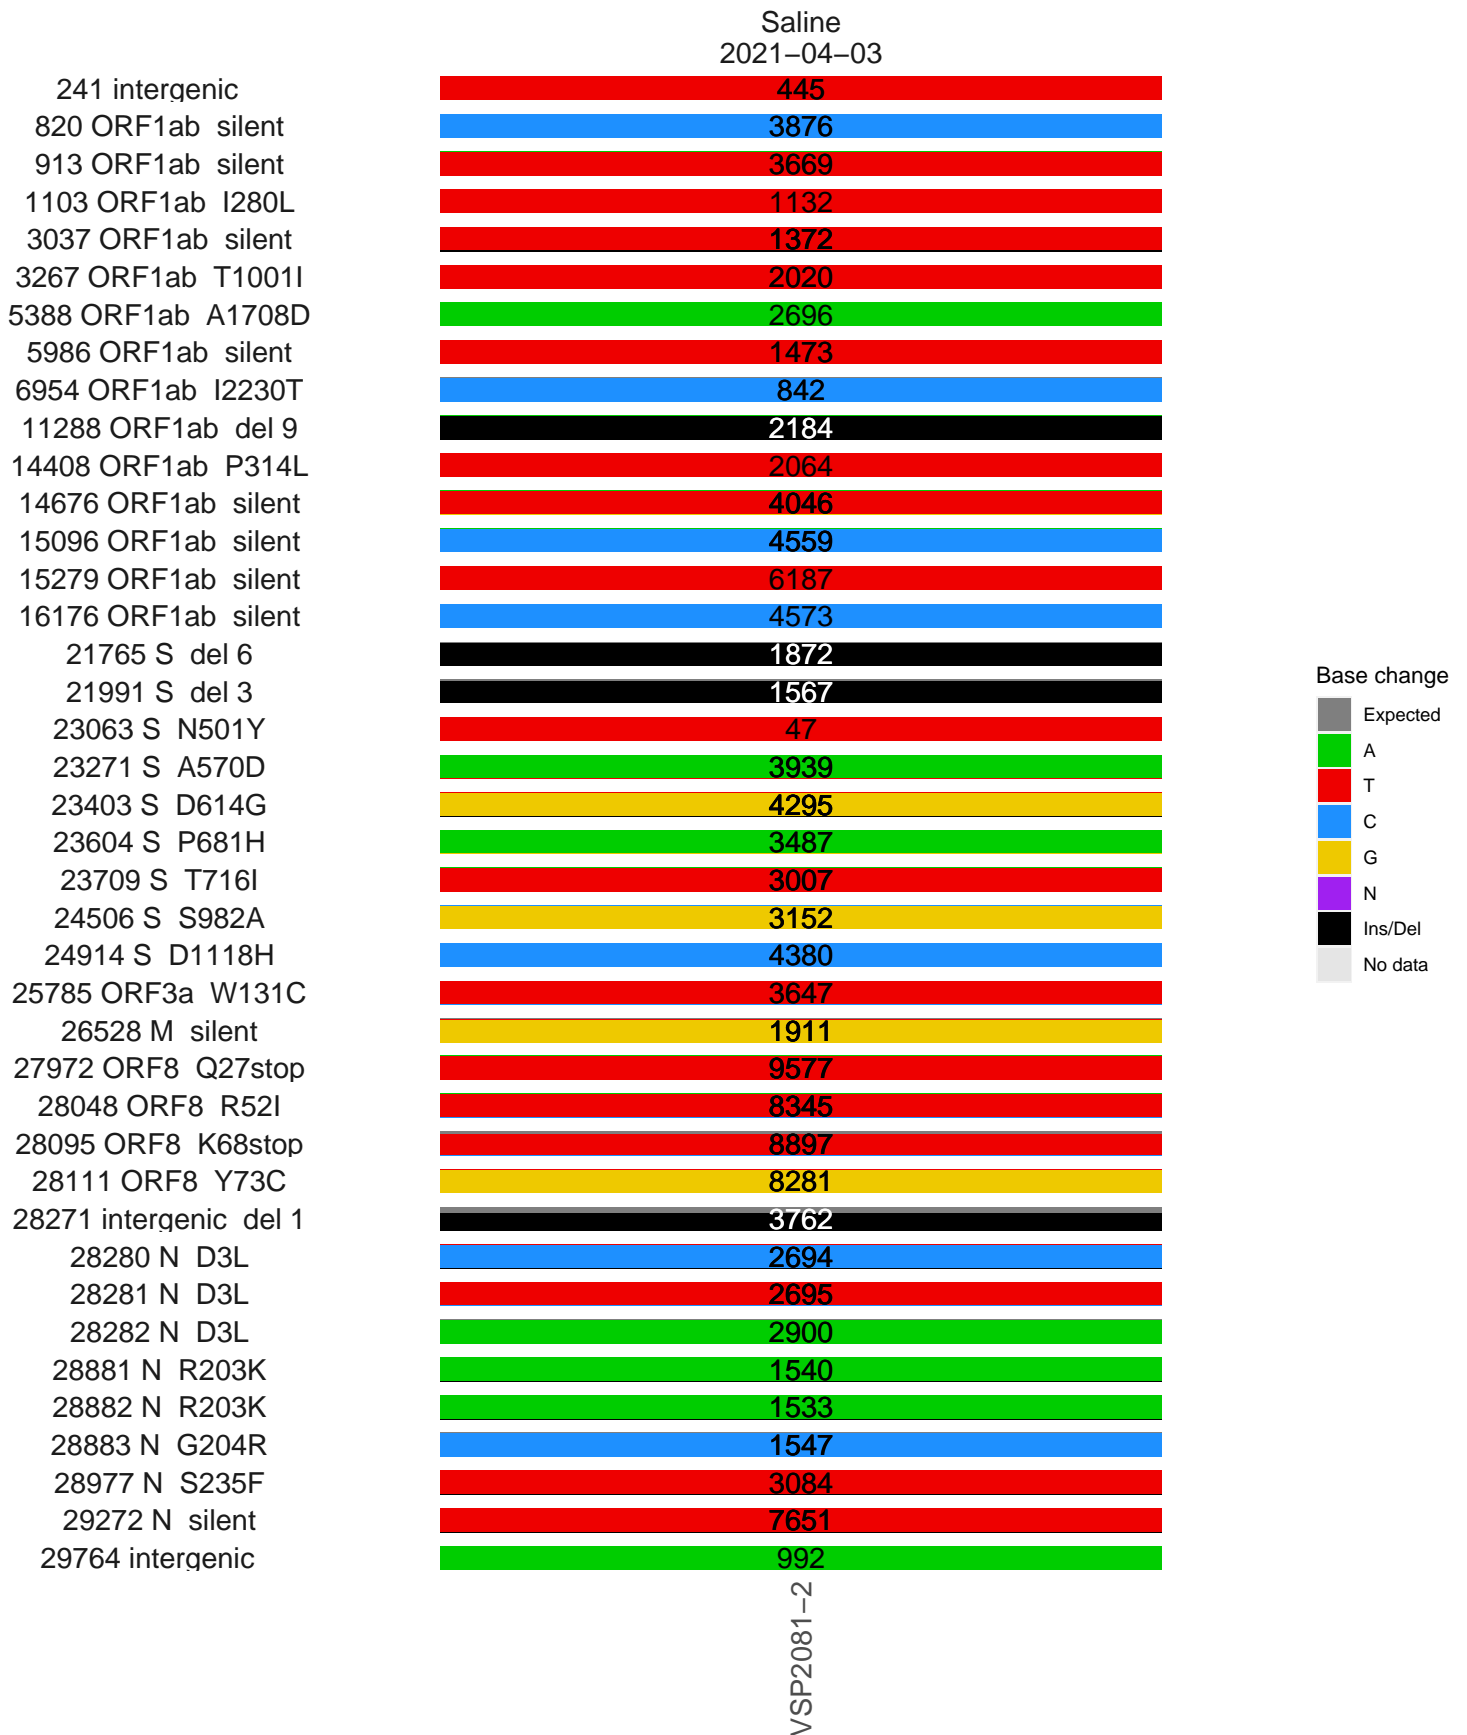 Saline
2021−04−03
241 intergenic 445
820 ORF1ab silent 3876
913 ORF1ab silent 3669
1103 ORF1ab I280L 1132
3037 ORF1ab silent 1372
3267 ORF1ab T1001I 2020
5388 ORF1ab A1708D 2696
5986 ORF1ab silent 1473
6954 ORF1ab I2230T 842
11288 ORF1ab del 9 2184
14408 ORF1ab P314L 2064
14676 ORF1ab silent 4046
15096 ORF1ab silent 4559
15279 ORF1ab silent 6187
16176 ORF1ab silent 4573
21765 S del 6 1872
21991 S del 3 1567
23063 S N501Y 47
23271 S A570D 3939
23403 S D614G 4295
23604 S P681H 3487
23709 S T716I 3007
24506 S S982A 3152
24914 S D1118H 4380
25785 ORF3a W131C 3647
26528 M silent 1911
27972 ORF8 Q27stop 9577
28048 ORF8 R52I 8345
28095 ORF8 K68stop 8897
28111 ORF8 Y73C 8281
28271 intergenic del 1 3762
28280 N D3L 2694
28281 N D3L 2695
28282 N D3L 2900
28881 N R203K 1540
28882 N R203K 1533
28883 N G204R 1547
28977 N S235F 3084
29272 N silent 7651
29764 intergenic 992
VSP2081−2
Base change
Expected
A
T
C
G
N
Ins/Del
No data